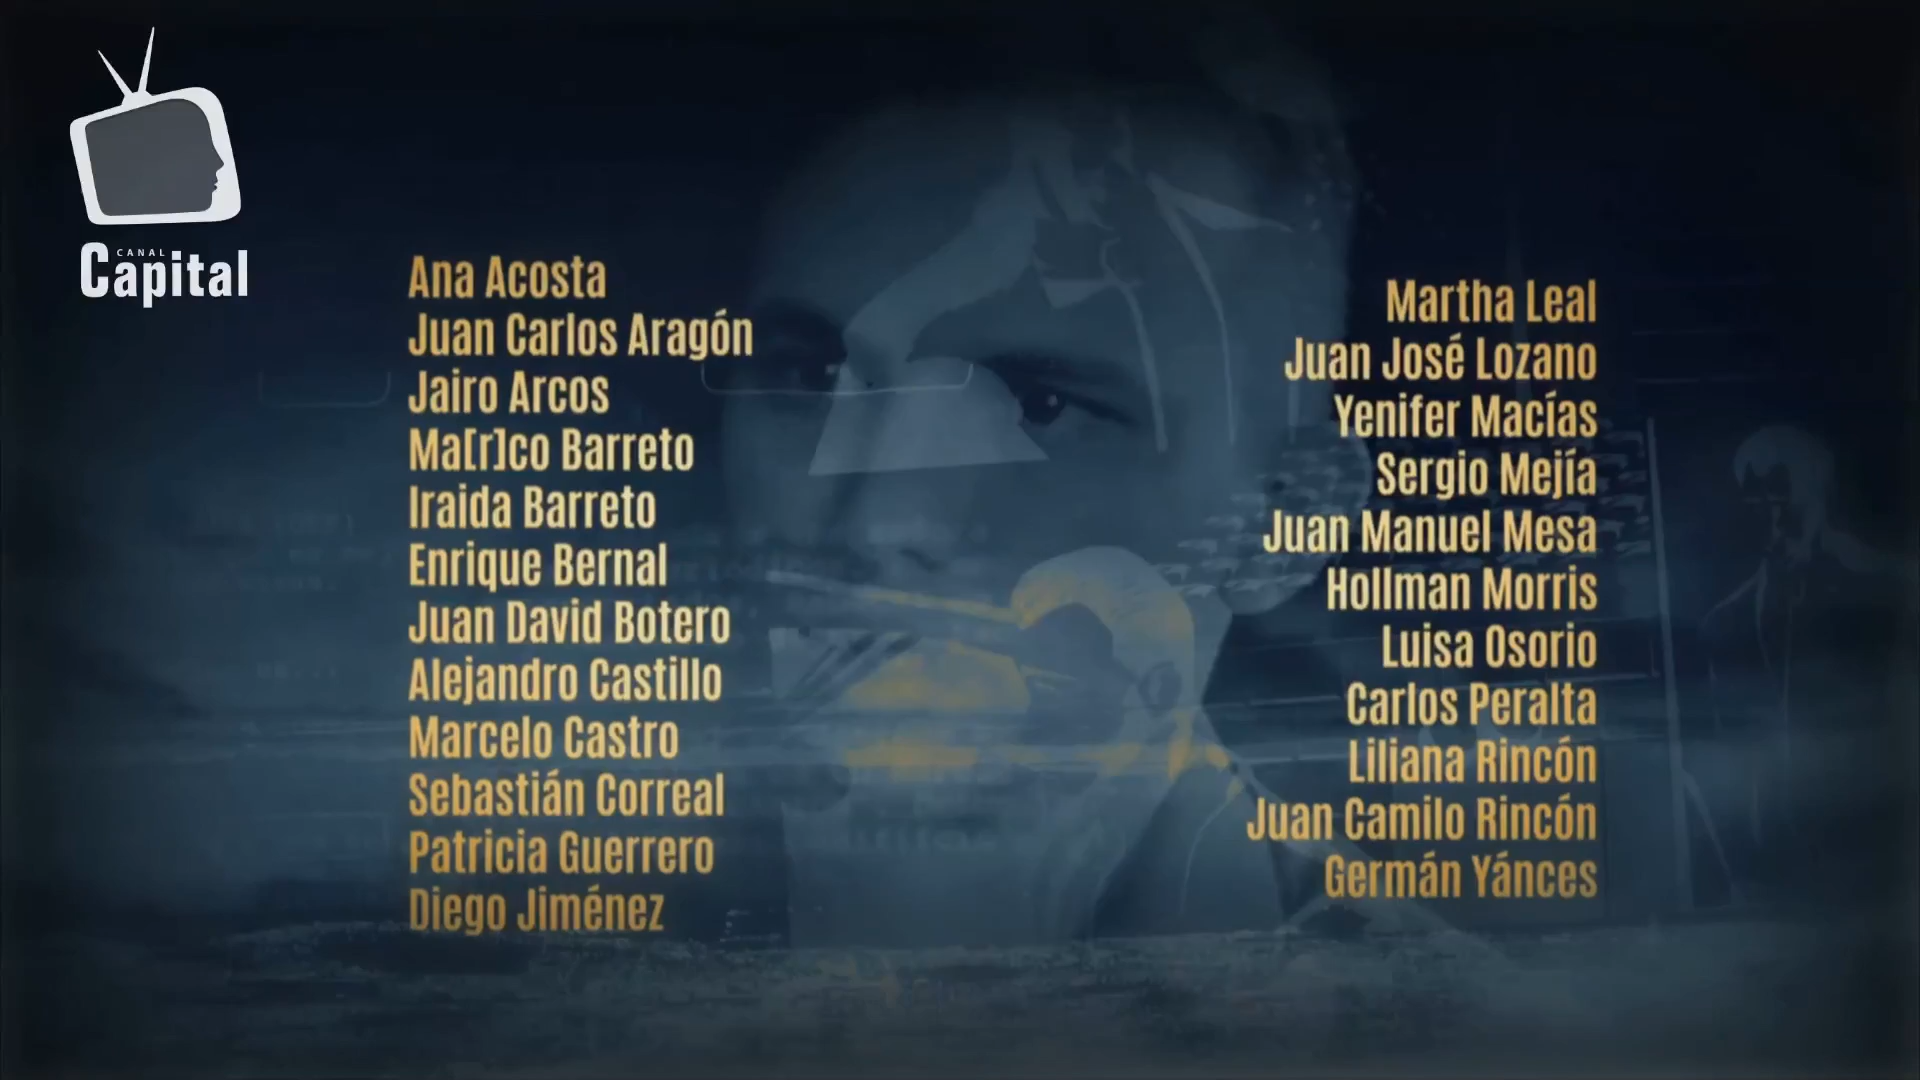 CANAL
Capital
Ana Acosta
Juan Carlos Aragón
Jairo Arcos
Ma[r]co Barreto
Iraida Barreto
Enrique Bernal
Juan David Botero
Alejandro Castillo
Marcelo Castro
Sebastián Correal
Patricia Guerrero
Diego Jiménez
Martha Leal
Juan José Lozano
Yenifer Macías
Sergio Mejía
Juan Manuel Mesa
Hollman Morris
Luisa Osorio
Carlos Peralta
Liliana Rincón
Juan Camilo Rincón
Germán Yánces